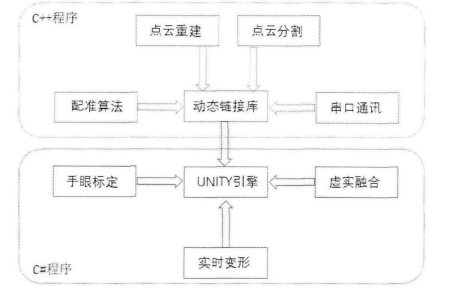 C++程序
点云重建
点云分割
配准算法
动态链接库
串口通讯
手眼标定
UNITY引擎
虚实融合
实时变形
C#程序